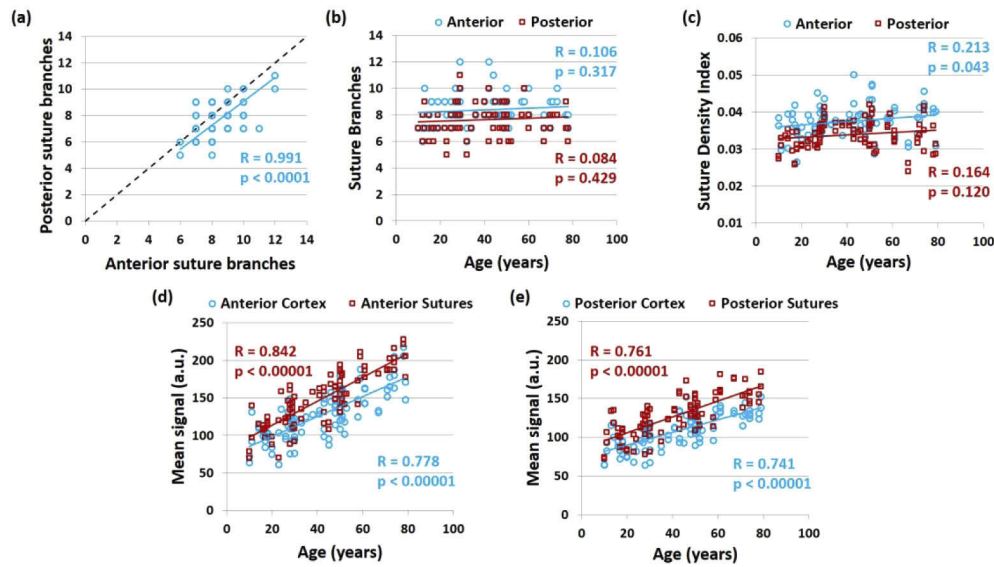 (a)
Posterior suture branches
14
12
10
8
6
4
2
0
R = 0.991
p < 0.0001
0 2 4 6 8 10 12 14
Anterior suture branches
(b)
Anterior Posterior
Suture Branches
14
12
10
8
6
4
2
0
R = 0.106
p = 0.317
R = 0.084
p = 0.429
0 20 40 60 80 100
Age (years)
(c)
Anterior Posterior
Suture Density Index
0.06
0.05
0.04
0.03
0.02
0.01
R = 0.213
p = 0.043
R = 0.164
p = 0.120
0 20 40 60 80 100
Age (years)
(d)
Anterior Cortex Anterior Sutures
Mean signal (a.u.)
250
200
150
100
50
0
R = 0.842
p < 0.00001
R = 0.778
p < 0.00001
0 20 40 60 80 100
Age (years)
(e)
Posterior Cortex Posterior Sutures
Mean signal (a.u.)
250
200
150
100
50
0
R = 0.761
p < 0.00001
R = 0.741
p < 0.00001
0 20 40 60 80 100
Age (years)